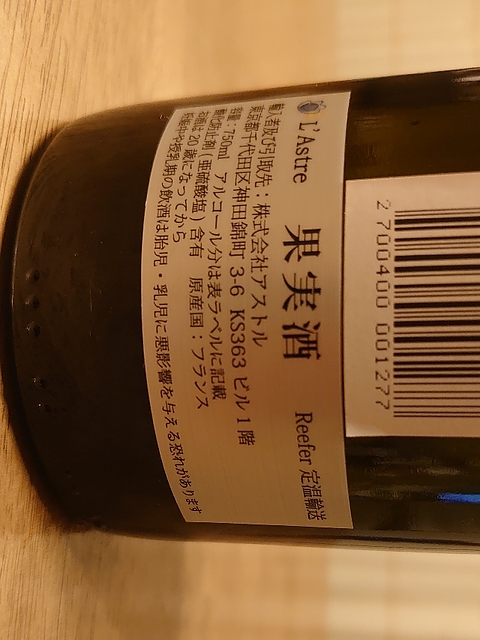 2 700400 001277
L'Astre 果実酒 Reefer 定温輸送
輸入者及び引取先：株式会社アストル
東京都千代田区神田錦町 3-6 KS363 ビル 1 階
容量：750ml アルコール分は表ラベルに記載
酸化防止剤 ( 亜硫酸塩 ) 含有 原産国：フランス
お酒は 20 歳になってから
妊娠中や授乳期の飲酒は胎児・乳児に悪影響を与える恐れがあります